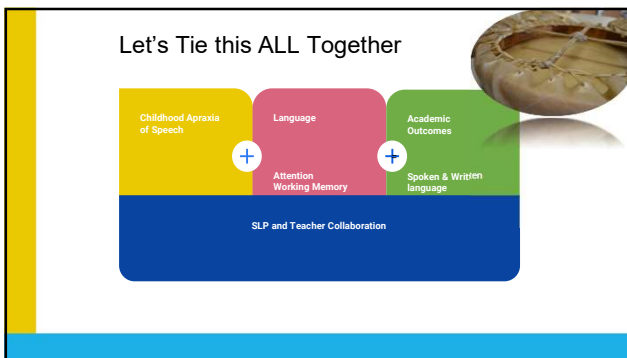 Let's Tie this ALL Together
Childhood Apraxia
of Speech
Language
Attention
Working Memory
Academic
Outcomes
Spoken & Written
language
SLP and Teacher Collaboration